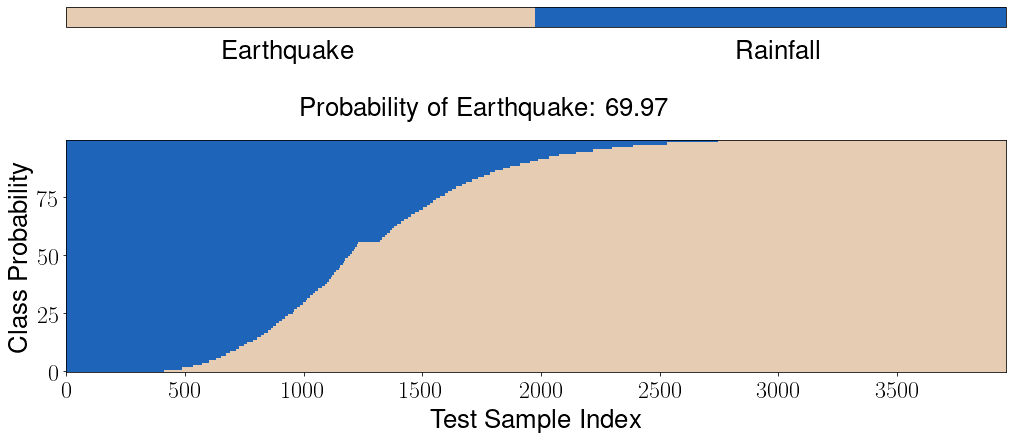 Earthquake Rainfall
Probability of Earthquake: 69.97
Class Probability
75
50
25
0
0 500 1000 1500 2000 2500 3000 3500
Test Sample Index